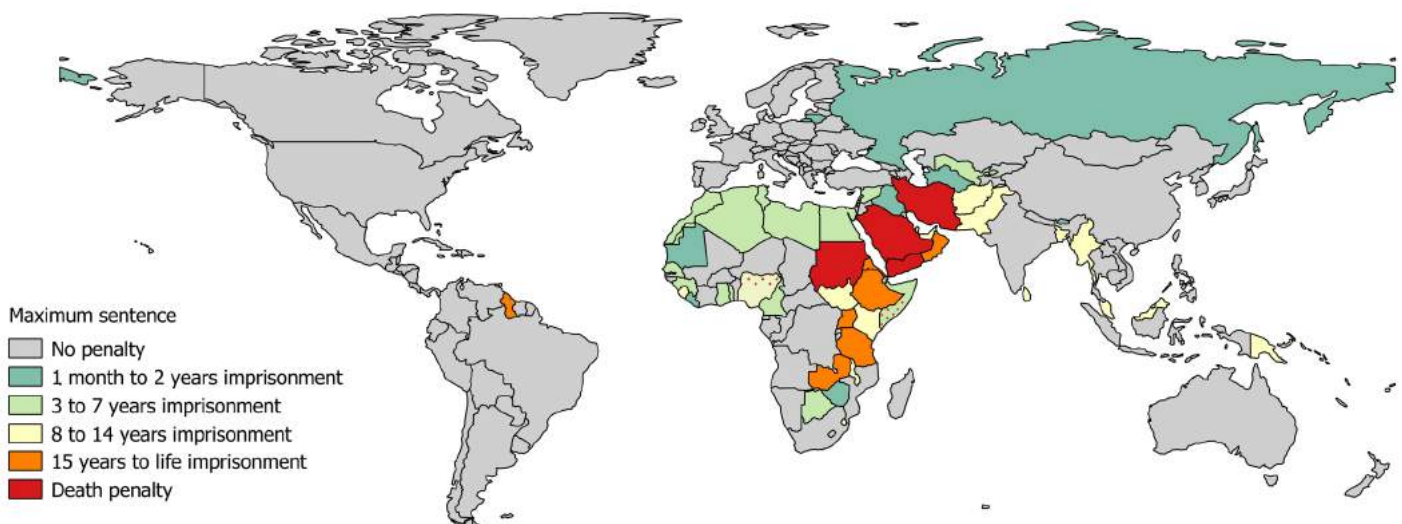 Maximum sentence
No penalty
1 month to 2 years imprisonment
3 to 7 years imprisonment
8 to 14 years imprisonment
15 years to life imprisonment
Death penalty